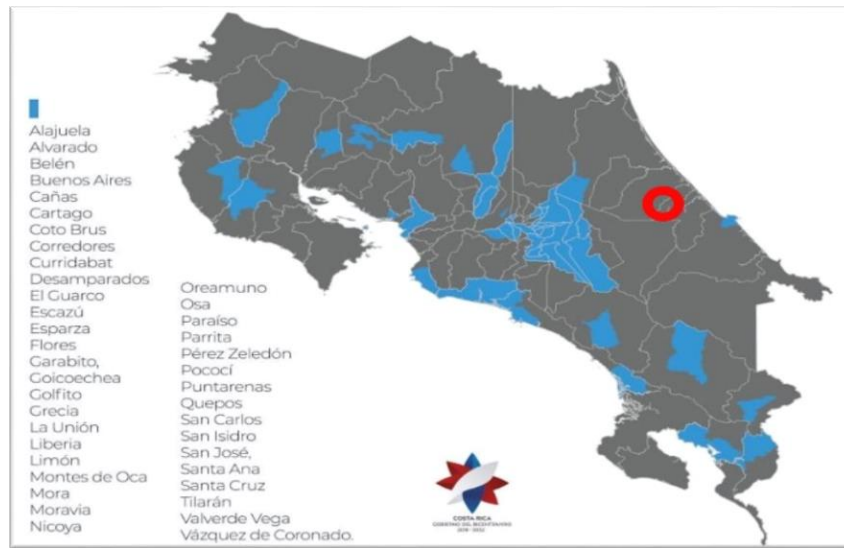 Alajuela
Alvarado
Belén
Buenos Aires
Cañas
Cartago
Coto Brus
Corredores
Curridabat
Desamparados
El Guarco
Escazú
Esparza
Flores
Garabito,
Goicoechea
Golfito
Grecia
La Unión
Liberia
Limón
Montes de Oca
Mora
Moravia
Nicoya
Oreamuno
Osa
Paraíso
Parrita
Pérez Zeledón
Pococí
Puntarenas
Quepos
San Carlos
San Isidro
San José,
Santa Ana
Santa Cruz
Tilarán
Valverde Vega
Vázquez de Coronado.
COSTA RICA
GOBIERNO DEL BICENTENARIO